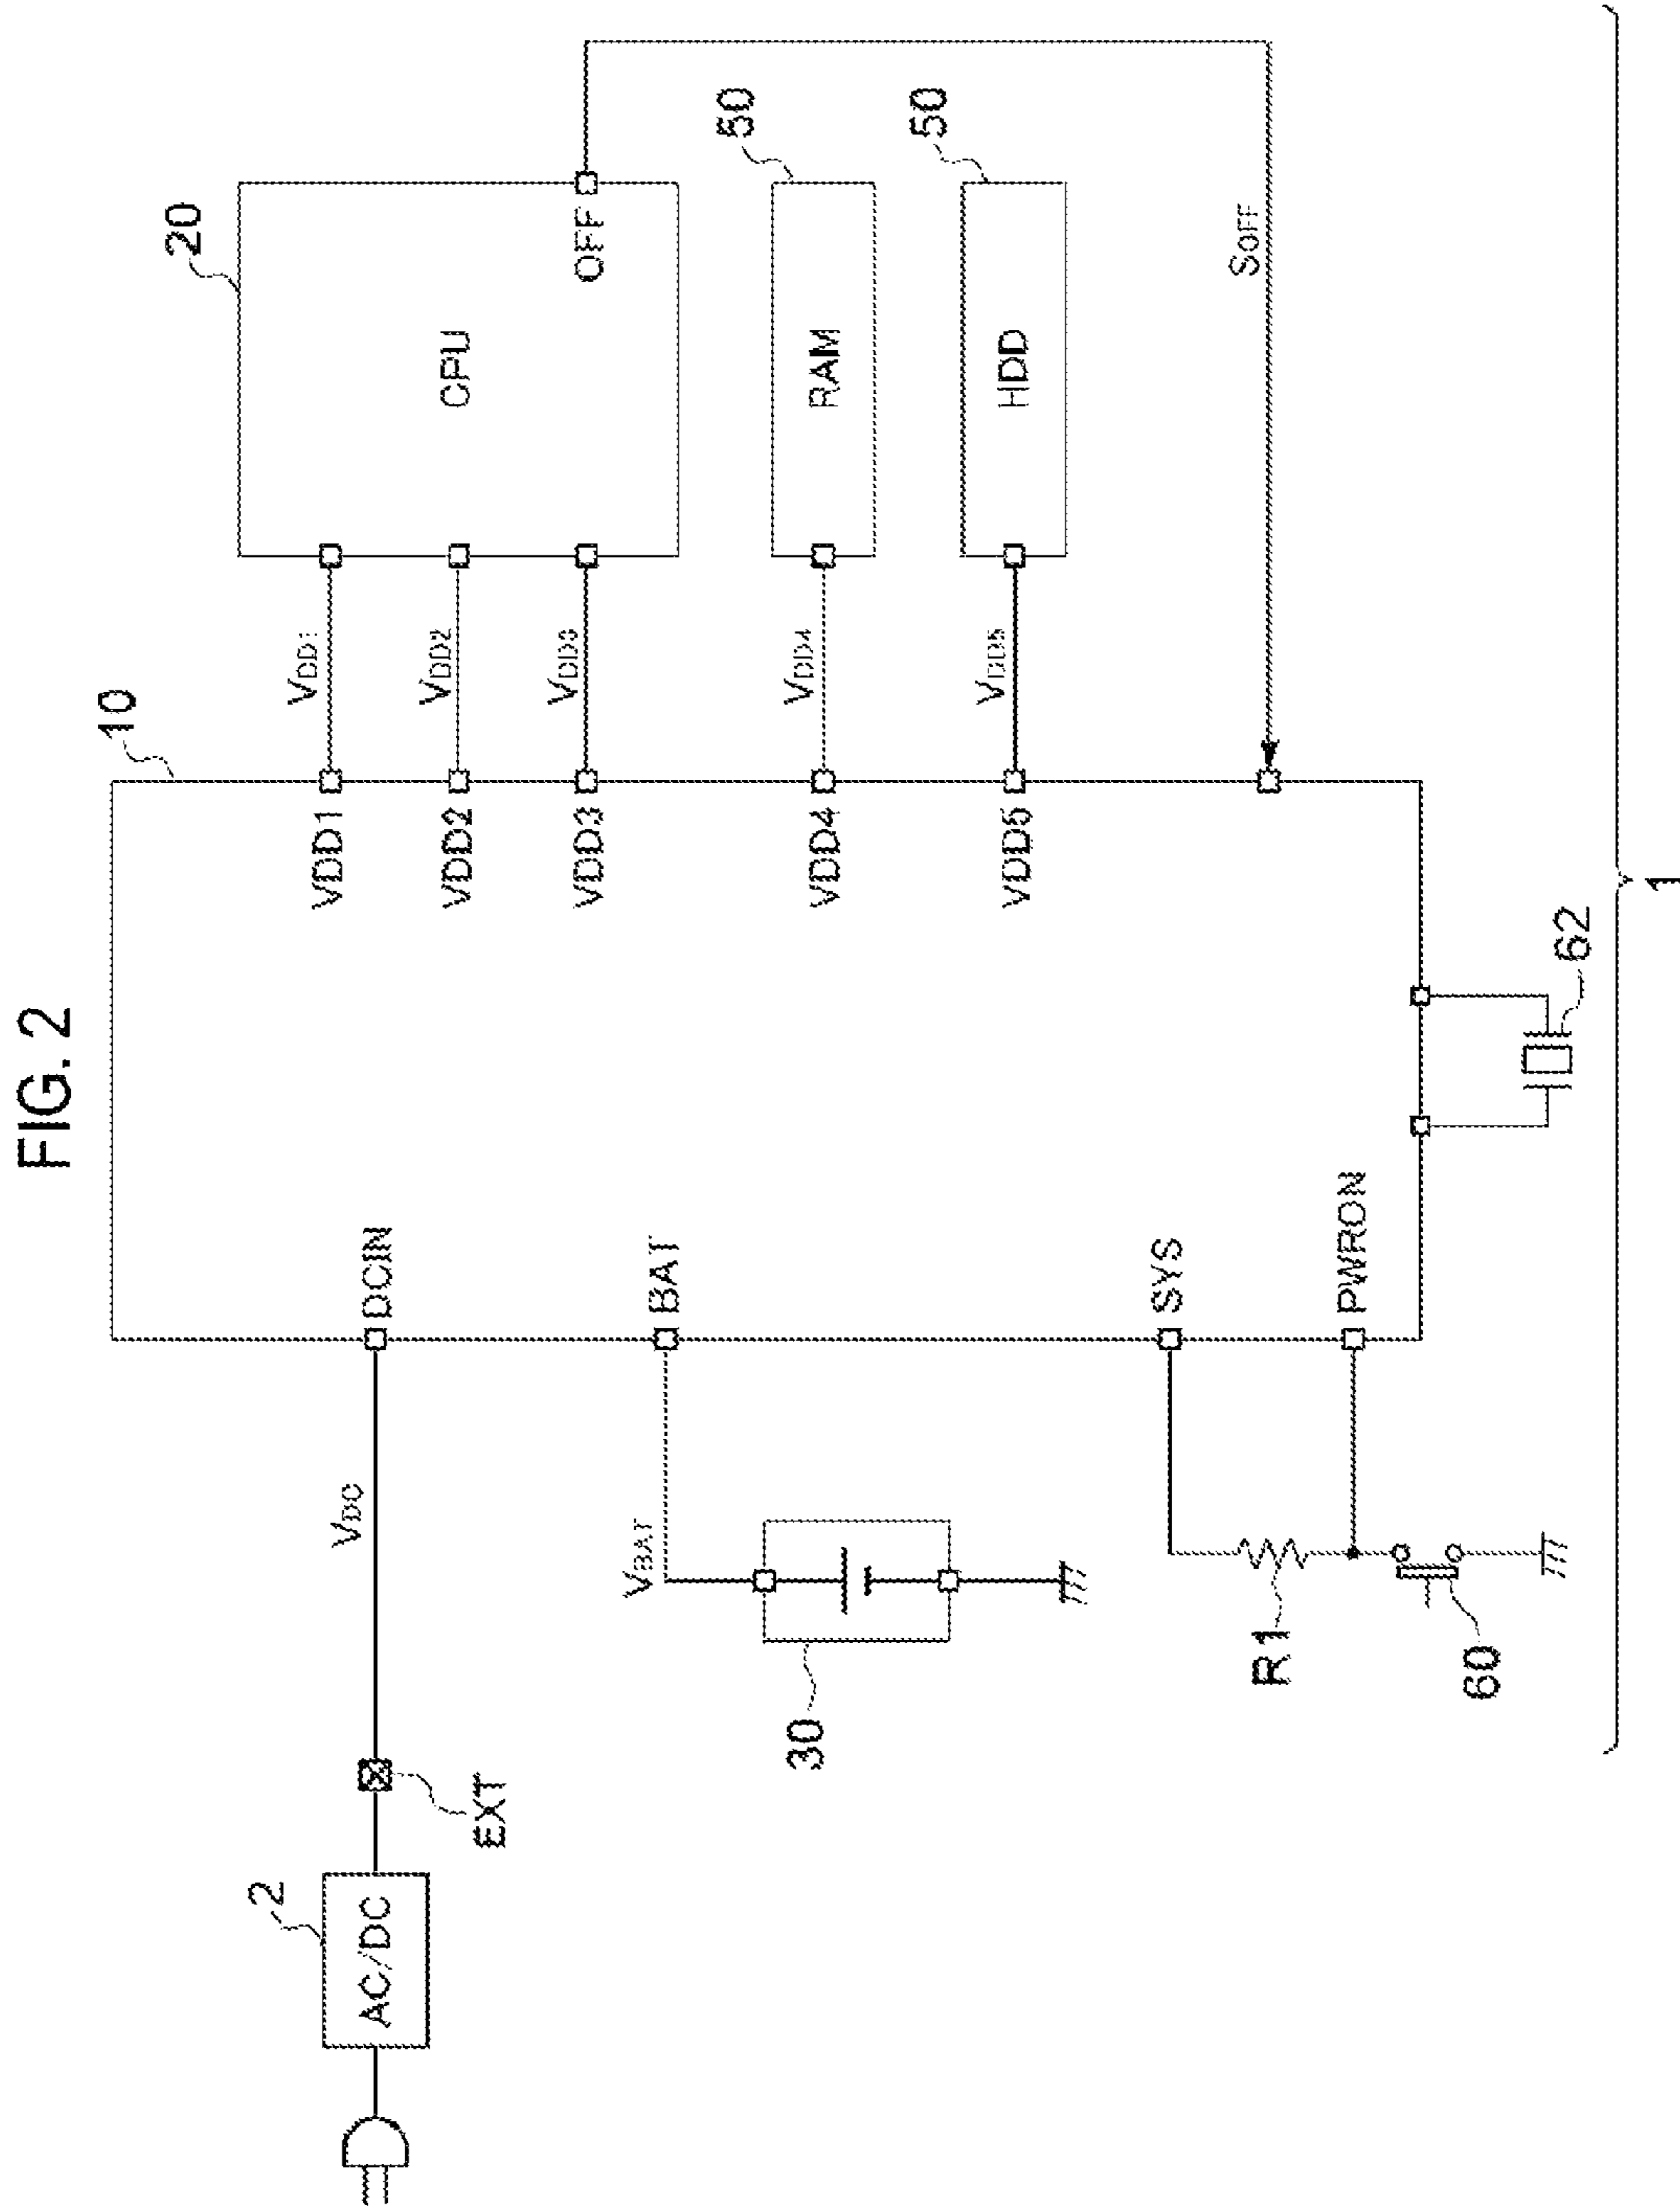 FIG. 2
1
2
AC/DC
EXT
VDC
10
DCIN
BAT
SYS
PWRON
VDD1
VDD2
VDD3
VDD4
VDD5
VBAT
30
R1
60
62
VDD1
VDD2
VDD3
VDD4
VDD5
20
CPU
OFF
50
RAM
50
HDD
SOFF